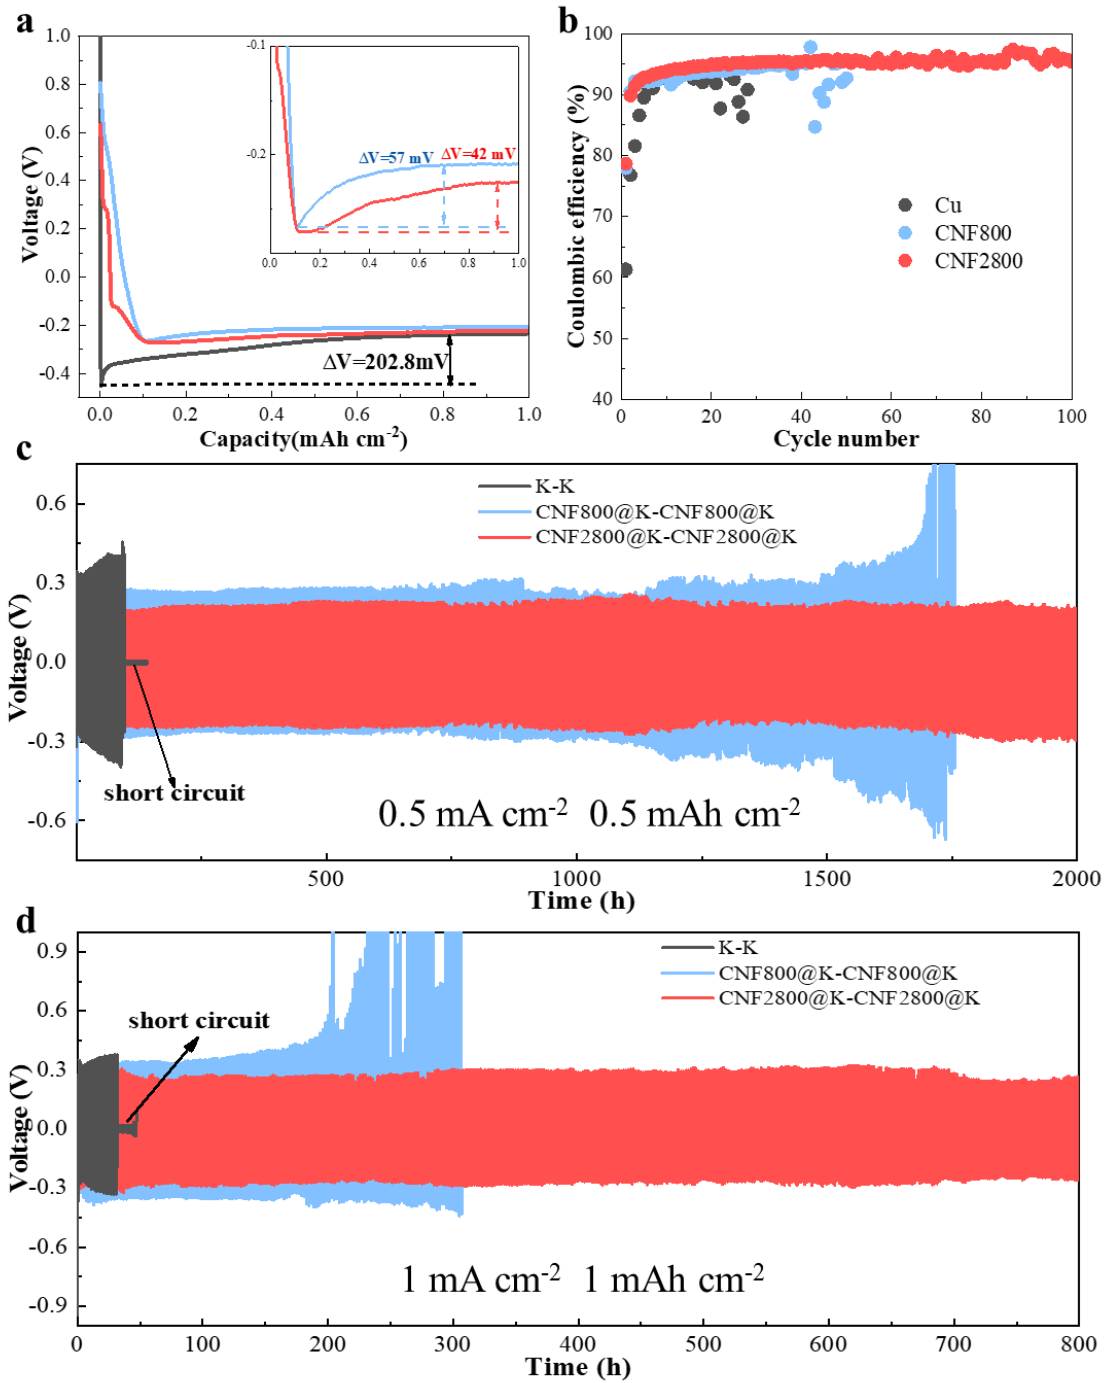 a
1.0
0.8
0.6
0.4
0.2
0.0
-0.2
-0.4
Voltage (V)
0.0 0.2 0.4 0.6 0.8 1.0
Capacity(mAh cm-2)
ΔV=202.8mV
-0.1
-0.2
0.0 0.2 0.4 0.6 0.8 1.0
ΔV=57 mV ΔV=42 mV
b
100
90
80
70
60
50
40
Coulombic efficiency (%)
Cu
CNF800
CNF2800
0 20 40 60 80 100
Cycle number
c
0.6
0.3
0.0
-0.3
-0.6
Voltage (V)
K-K
CNF800@K-CNF800@K
CNF2800@K-CNF2800@K
short circuit
0.5 mA cm-2 0.5 mAh cm-2
500 1000 1500 2000
Time (h)
d
0.9
0.6
0.3
0.0
-0.3
-0.6
-0.9
Voltage (V)
K-K
CNF800@K-CNF800@K
CNF2800@K-CNF2800@K
short circuit
1 mA cm-2 1 mAh cm-2
0 100 200 300 400 500 600 700 800
Time (h)